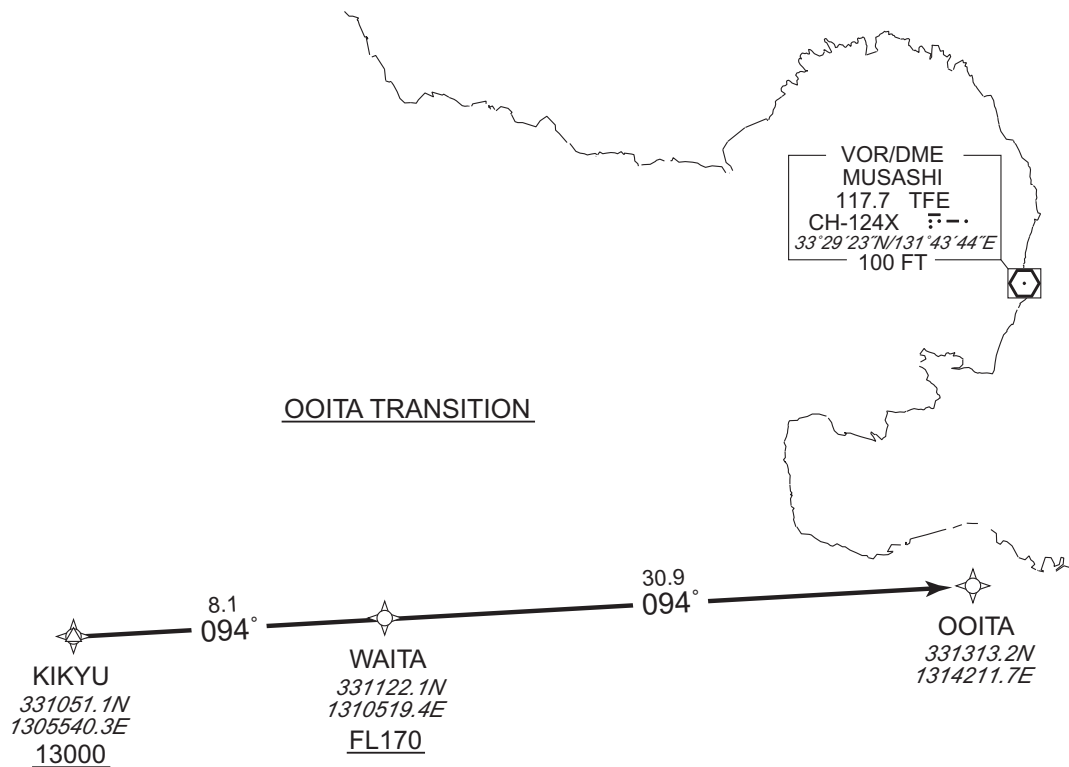 VOR/DME
MUSASHI
117.7 TFE
CH-124X
33°29´23˝N/131°43´44˝E
100 FT
OOITA TRANSITION
8.1
094°
30.9
094°
KIKYU
331051.1N
1305540.3E
13000
WAITA
331122.1N
1310519.4E
FL170
OOITA
331313.2N
1314211.7E